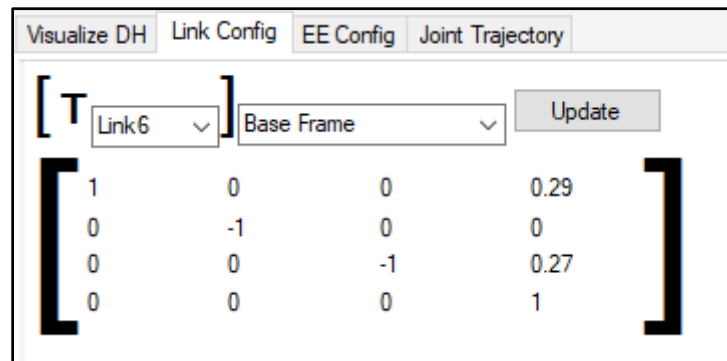 Visualize DH Link Config EE Config Joint Trajectory
[T Link6] Base Frame Update
1 0 0 0.29
0 -1 0 0
0 0 -1 0.27
0 0 0 1